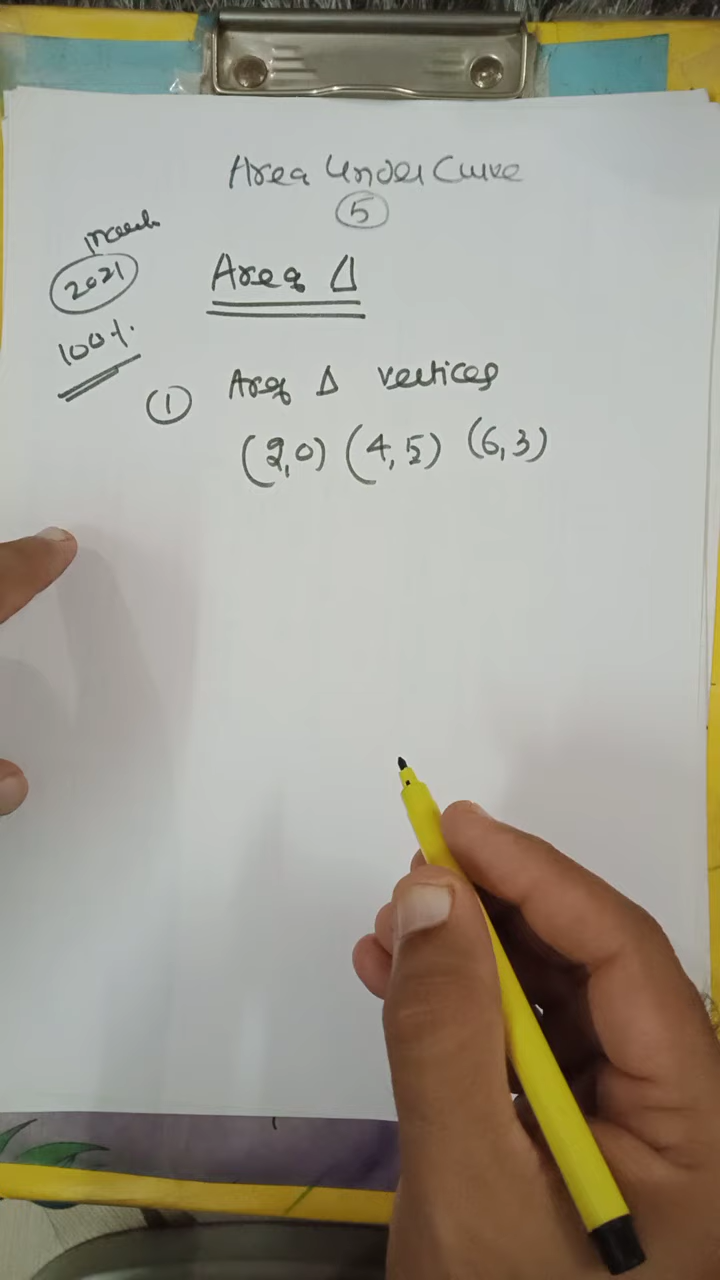 Area Under Curve
5
March
2021
100%.
Area Δ
1 Area Δ vertices
(2,0) (4,5) (6,3)